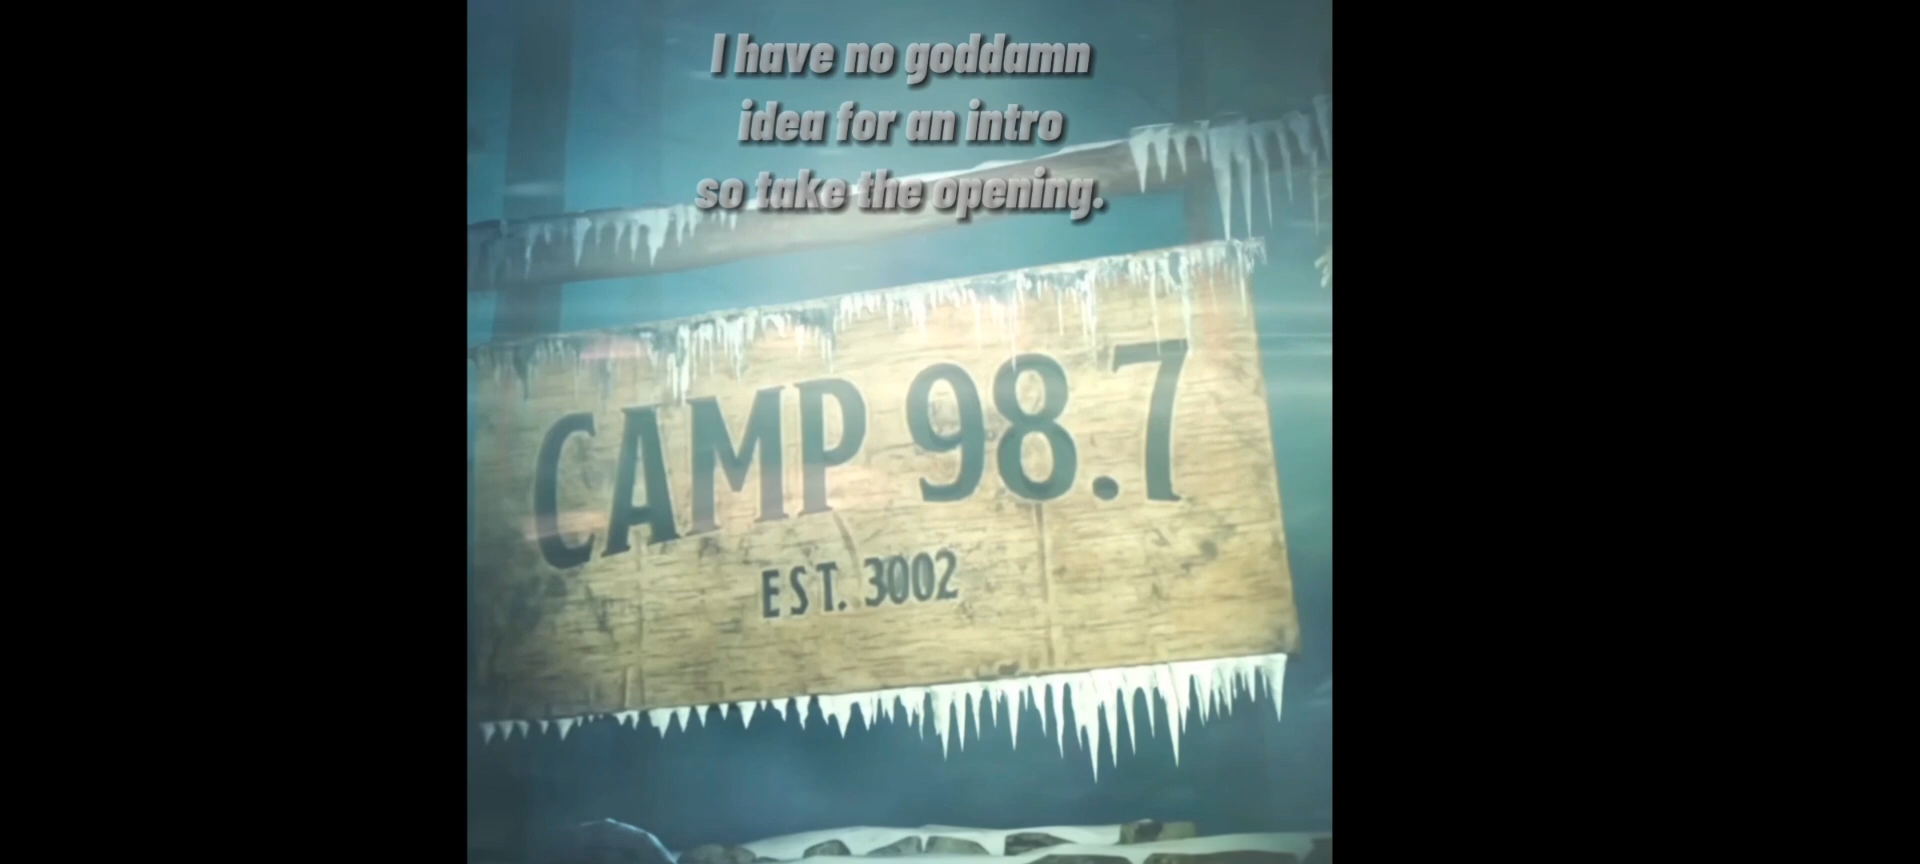 I have no goddamn
idea for an intro
so take the opening.
CAMP 98.7
EST. 3002